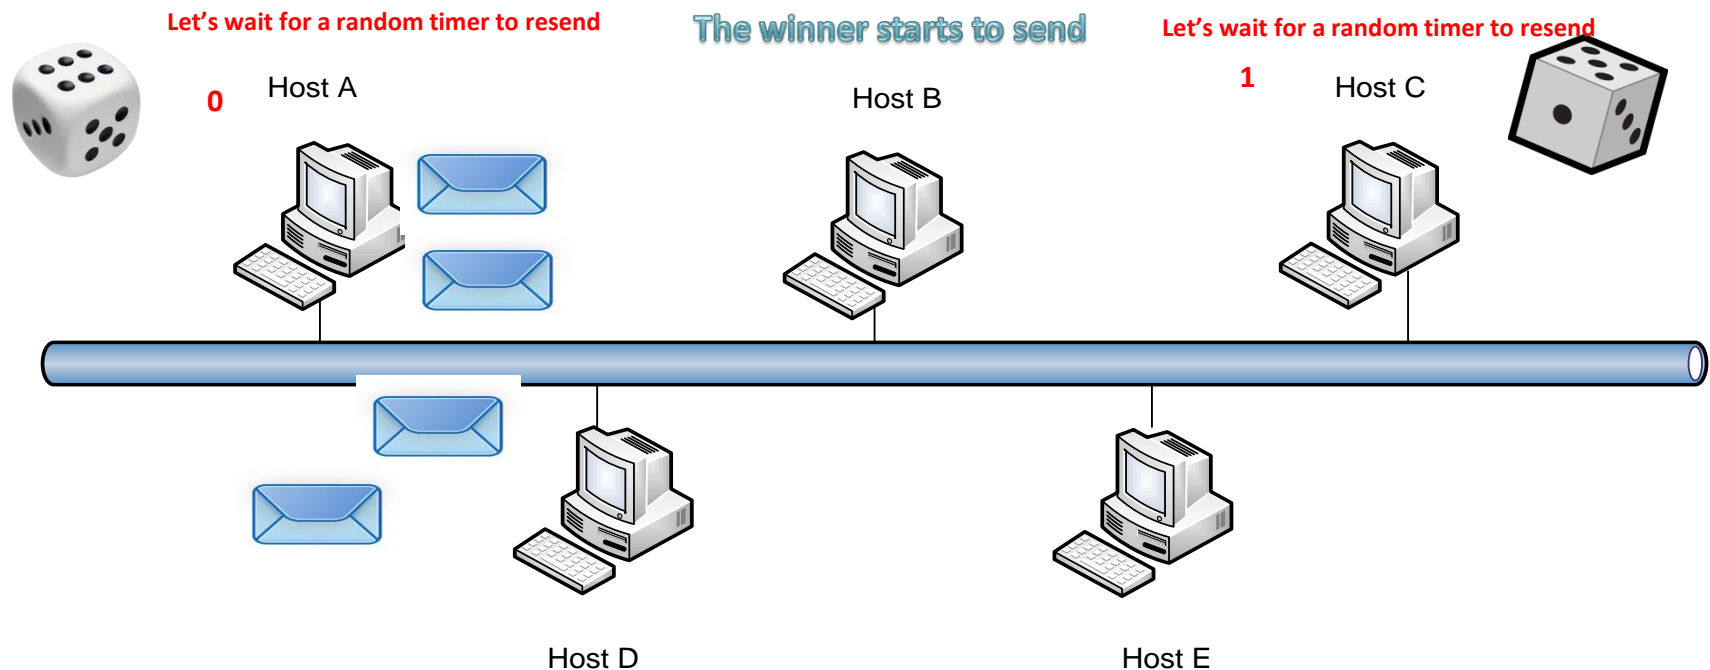 Let's wait for a random timer to resend
The winner starts to send
Let's wait for a random timer to resend
0
Host A
Host B
1
Host C
Host D
Host E